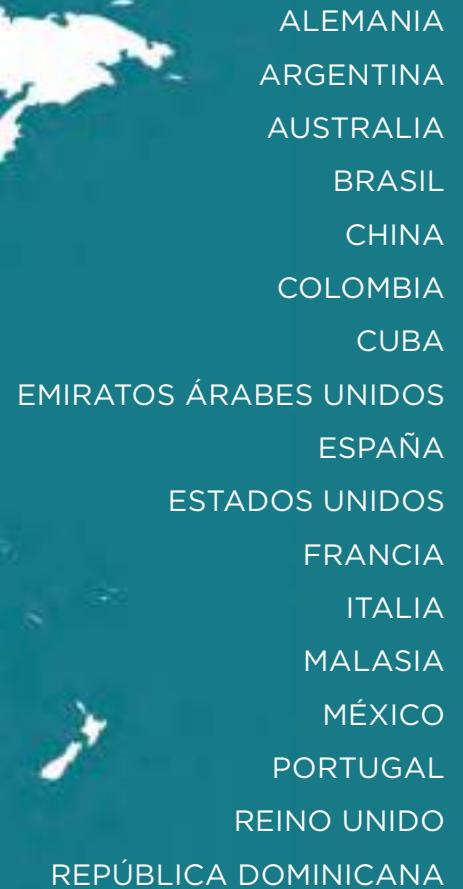 ALEMANIA
ARGENTINA
AUSTRALIA
BRASIL
CHINA
COLOMBIA
CUBA
EMIRATOS ÁRABES UNIDOS
ESPAÑA
ESTADOS UNIDOS
FRANCIA
ITALIA
MALASIA
MÉXICO
PORTUGAL
REINO UNIDO
REPÚBLICA DOMINICANA